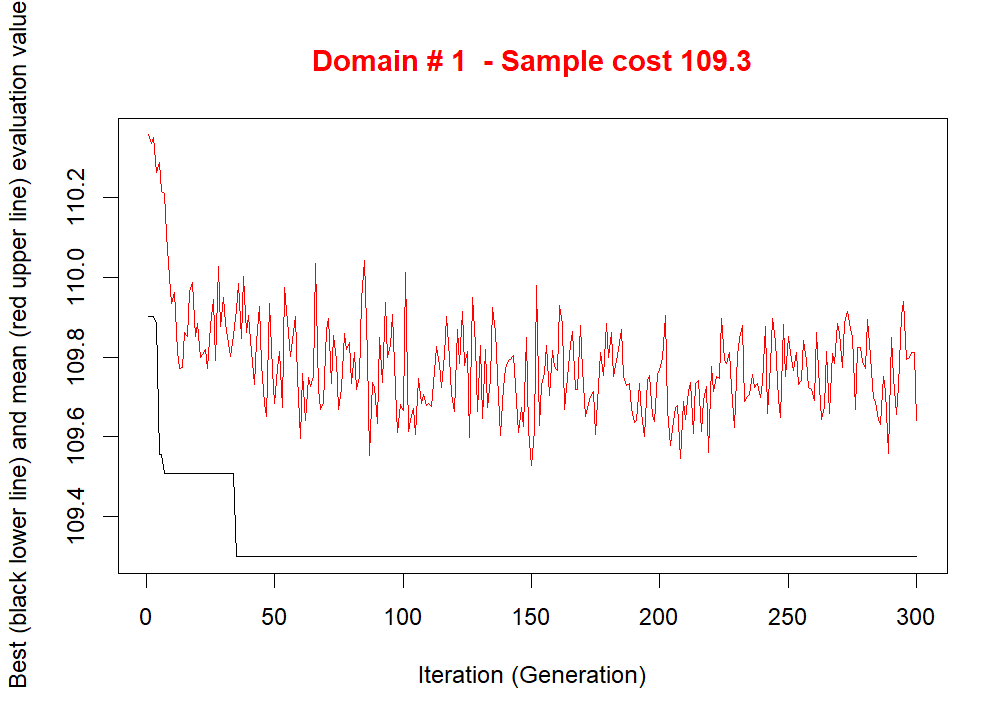 Domain # 1  - Sample cost 109.3
Best (black lower line) and mean (red upper line) evaluation value
110.2
110.0
109.8
109.6
109.4
0 50 100 150 200 250 300
Iteration (Generation)